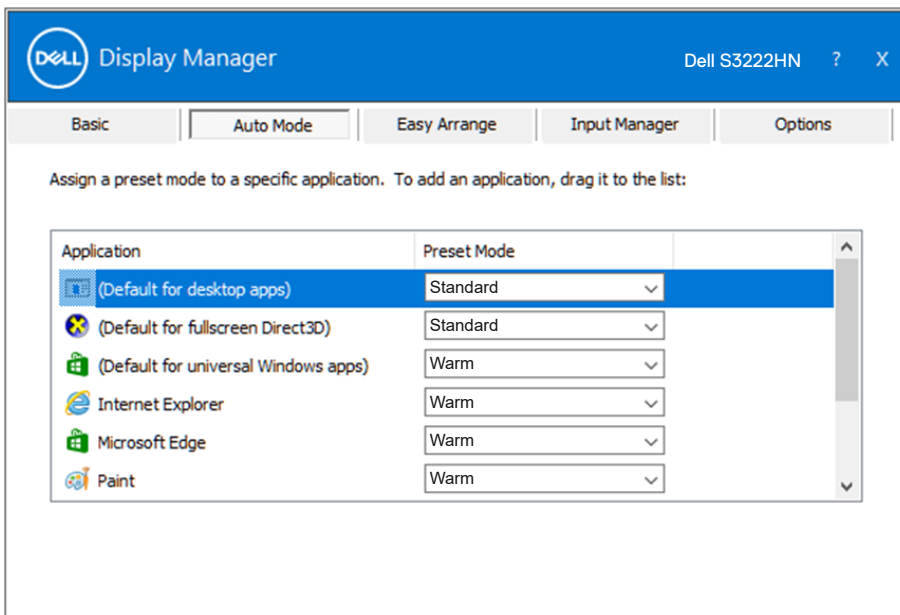 DELL Display Manager Dell S3222HN ? X
Basic Auto Mode Easy Arrange Input Manager Options
Assign a preset mode to a specific application. To add an application, drag it to the list:
Application Preset Mode
(Default for desktop apps) Standard
(Default for fullscreen Direct3D) Standard
(Default for universal Windows apps) Warm
Internet Explorer Warm
Microsoft Edge Warm
Paint Warm